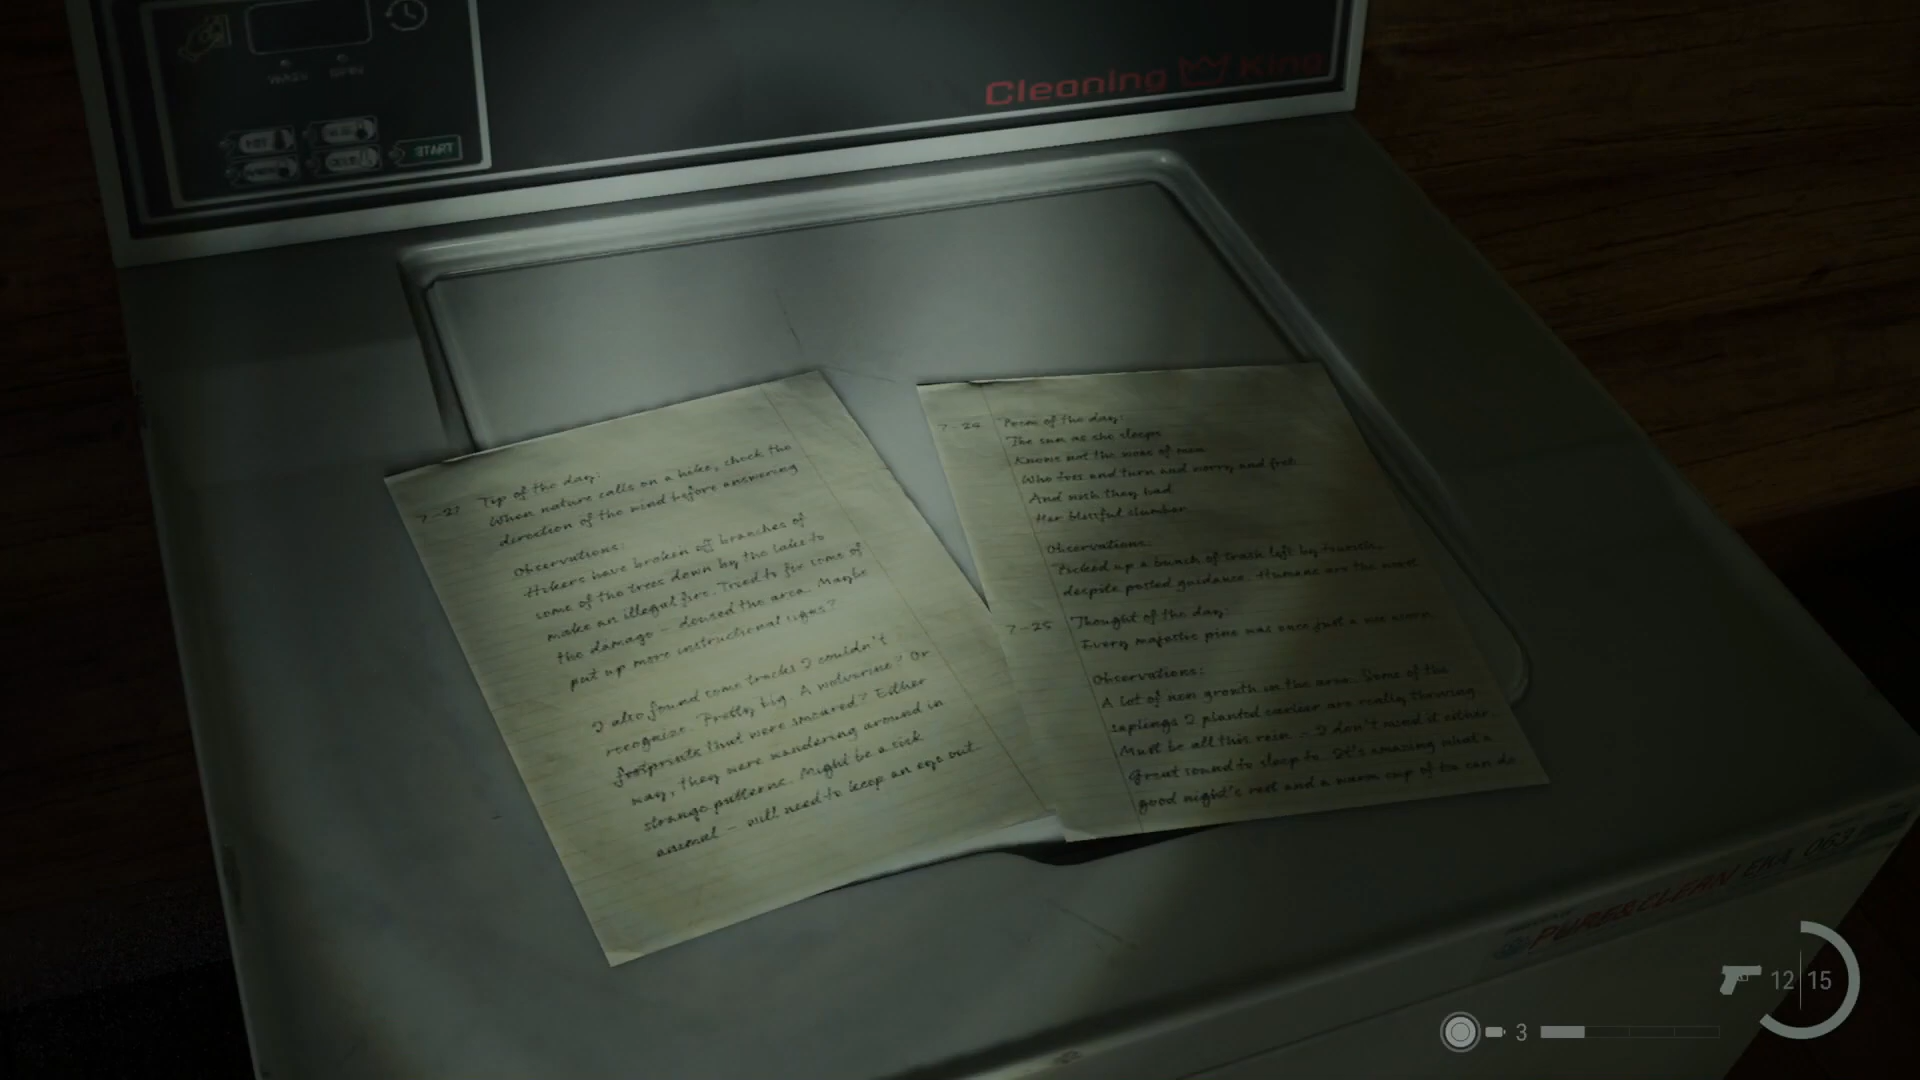 WASH SPIN
START
Cleaning King
7-27 Tip of the day:
When nature calls on a hike, check the
direction of the wind before answering
Observations:
Hikers have broken off branches of
some of the trees down by the lake to
make an illegal fire. Tried to fix some of
the damage - doused the area. Maybe
put up more instructional signs?
I also found some tracks I couldn't
recognize. Pretty big. A wolverine? Or
footprints that were smeared? Either
way, they were wandering around in
strange patterns. Might be a sick
animal - will need to keep an eye out.
7-24 Poem of the day:
The sun as she sleeps
Knows not the woes of man
Who toss and turn and worry and fret
And wish they had
Her blissful slumber
Observations:
Picked up a bunch of trash left by tourists,
despite posted guidance. Humans are the worst.
7-25 Thought of the day:
Every majestic pine was once just a wee acorn.
Observations:
A lot of new growth in the area. Some of the
saplings I planted earlier are really thriving.
Must be all this rain - I don't mind it either.
Great sound to sleep to. It's amazing what a
good night's rest and a warm cup of tea can do.
PURE&CLEAN EKA 063
12 15
3